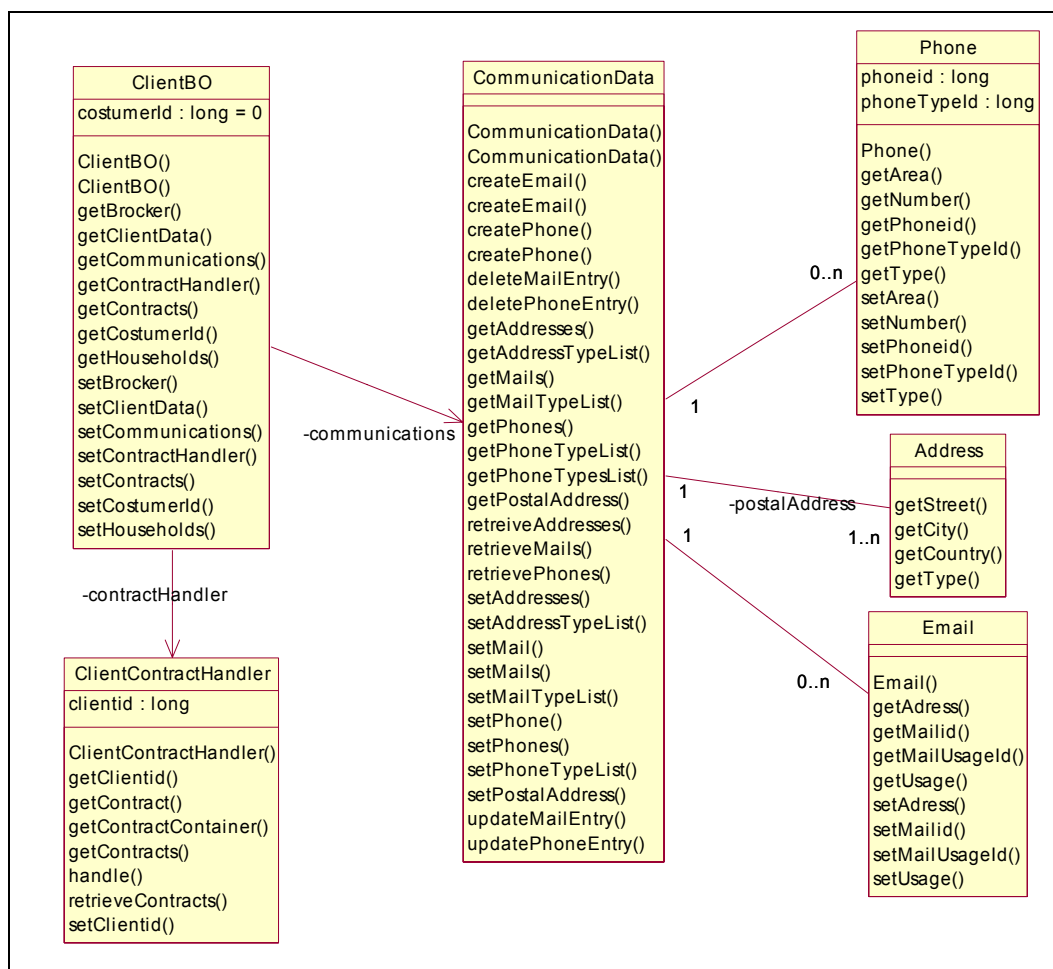 ClientBO
costumerId : long = 0
ClientBO()
ClientBO()
getBrocker()
getClientData()
getCommunications()
getContractHandler()
getContracts()
getCostumerId()
getHouseholds()
setBrocker()
setClientData()
setCommunications()
setContractHandler()
setContracts()
setCostumerId()
setHouseholds()
-contractHandler
ClientContractHandler
clientid : long
ClientContractHandler()
getClientid()
getContract()
getContractContainer()
getContracts()
handle()
retrieveContracts()
setClientid()
-communications
CommunicationData
CommunicationData()
CommunicationData()
createEmail()
createEmail()
createPhone()
createPhone()
deleteMailEntry()
deletePhoneEntry()
getAddresses()
getAddressTypeList()
getMails()
getMailTypeList()
getPhones()
getPhoneTypeList()
getPhoneTypesList()
getPostalAddress()
retreiveAddresses()
retrieveMails()
retrievePhones()
setAddresses()
setAddressTypeList()
setMail()
setMails()
setMailTypeList()
setPhone()
setPhones()
setPhoneTypeList()
setPostalAddress()
updateMailEntry()
updatePhoneEntry()
0..n
1
1
-postalAddress
1..n
1
0..n
Phone
phoneid : long
phoneTypeId : long
Phone()
getArea()
getNumber()
getPhoneid()
getPhoneTypeId()
getType()
setArea()
setNumber()
setPhoneid()
setPhoneTypeId()
setType()
Address
getStreet()
getCity()
getCountry()
getType()
Email
Email()
getAdress()
getMailid()
getMailUsageId()
getUsage()
setAdress()
setMailid()
setMailUsageId()
setUsage()